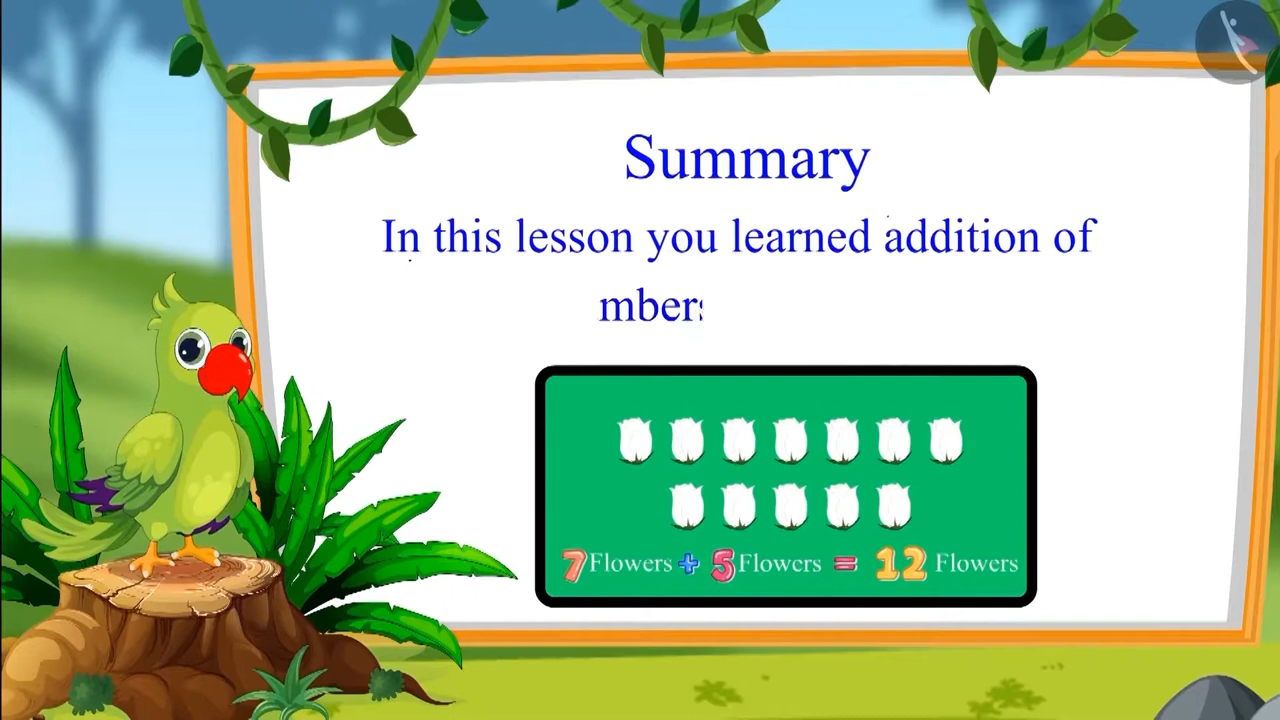 Summary
In this lesson you learned addition of
mbers
7 Flowers + 5 Flowers = 12 Flowers